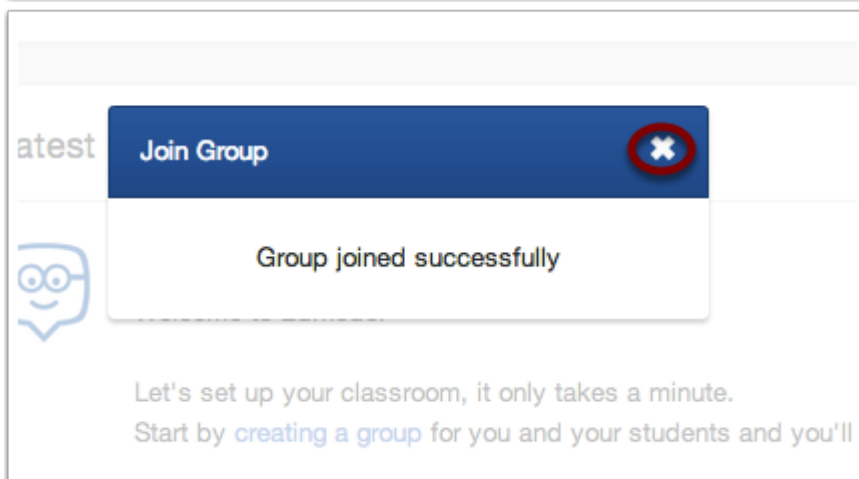 atest
Join Group
Group joined successfully
Let's set up your classroom, it only takes a minute.
Start by creating a group for you and your students and you'll